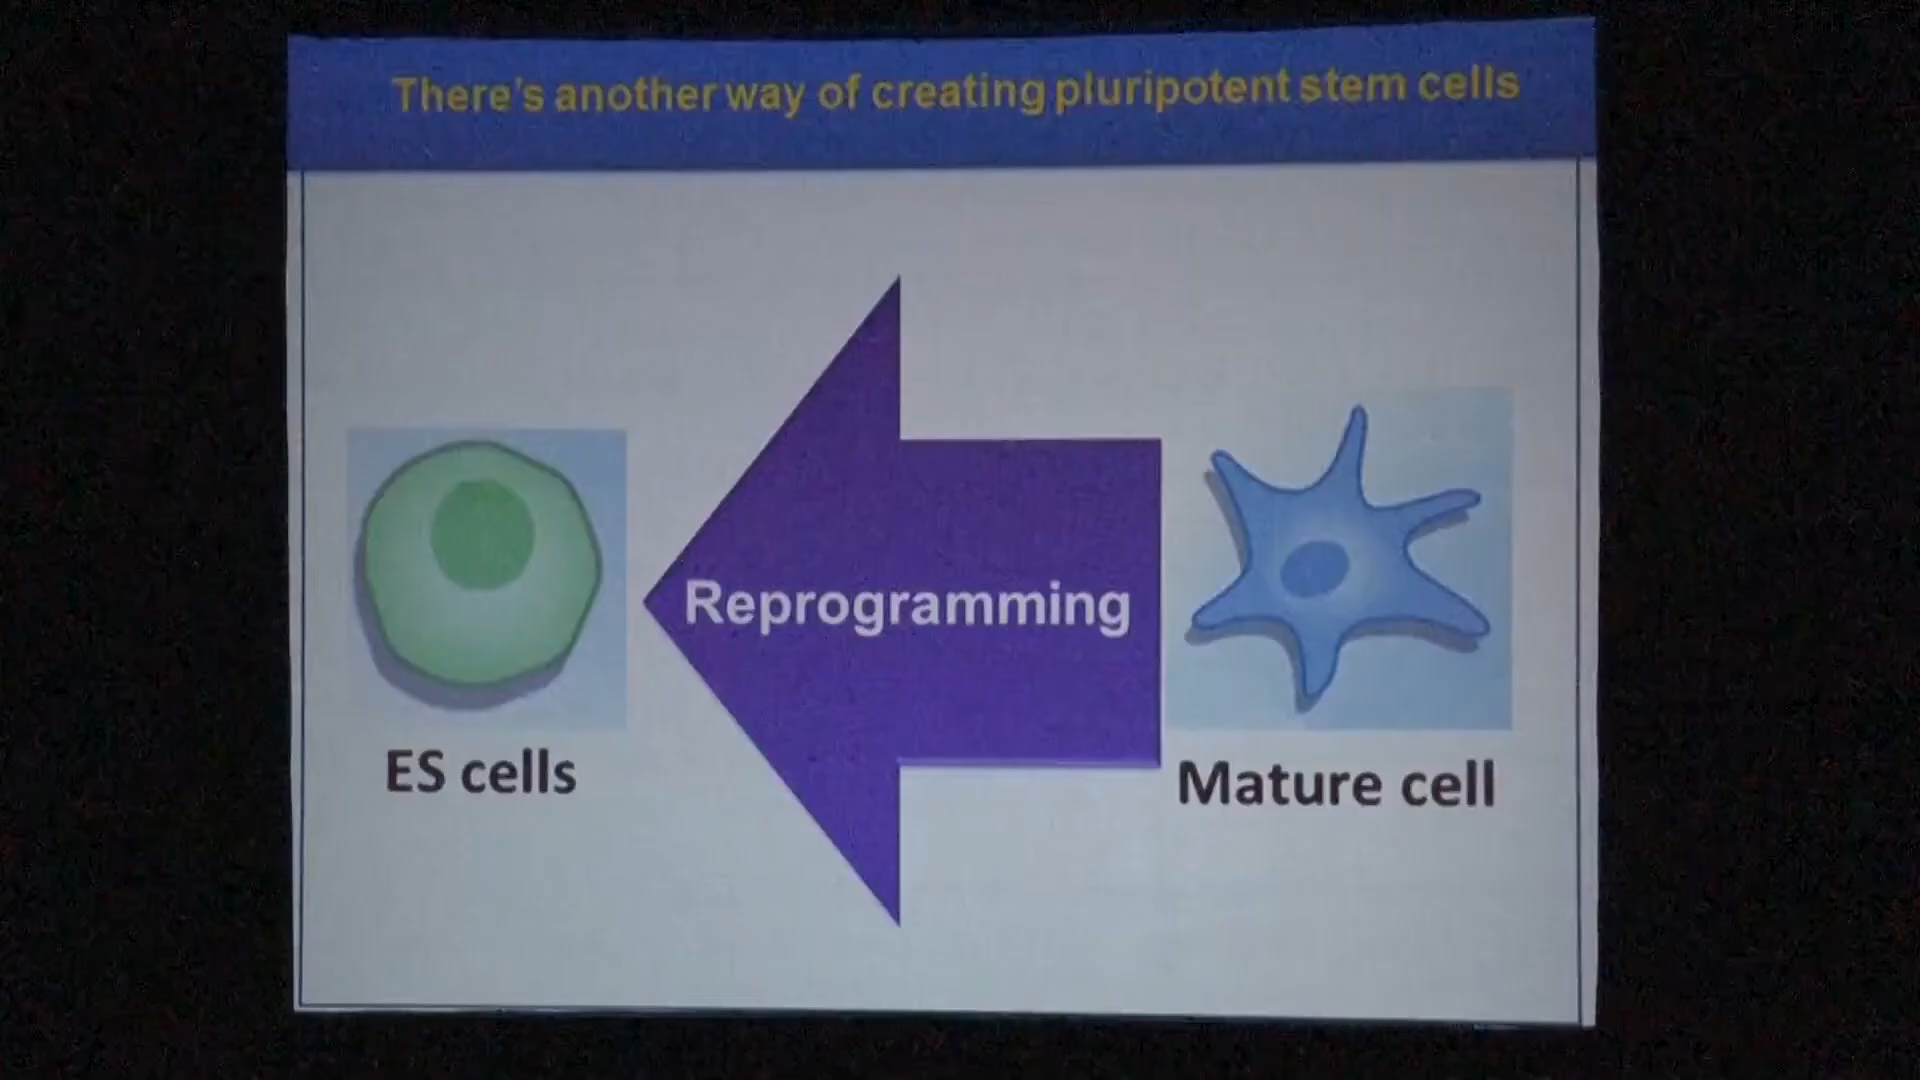 There's another way of creating pluripotent stem cells
Reprogramming
ES cells
Mature cell